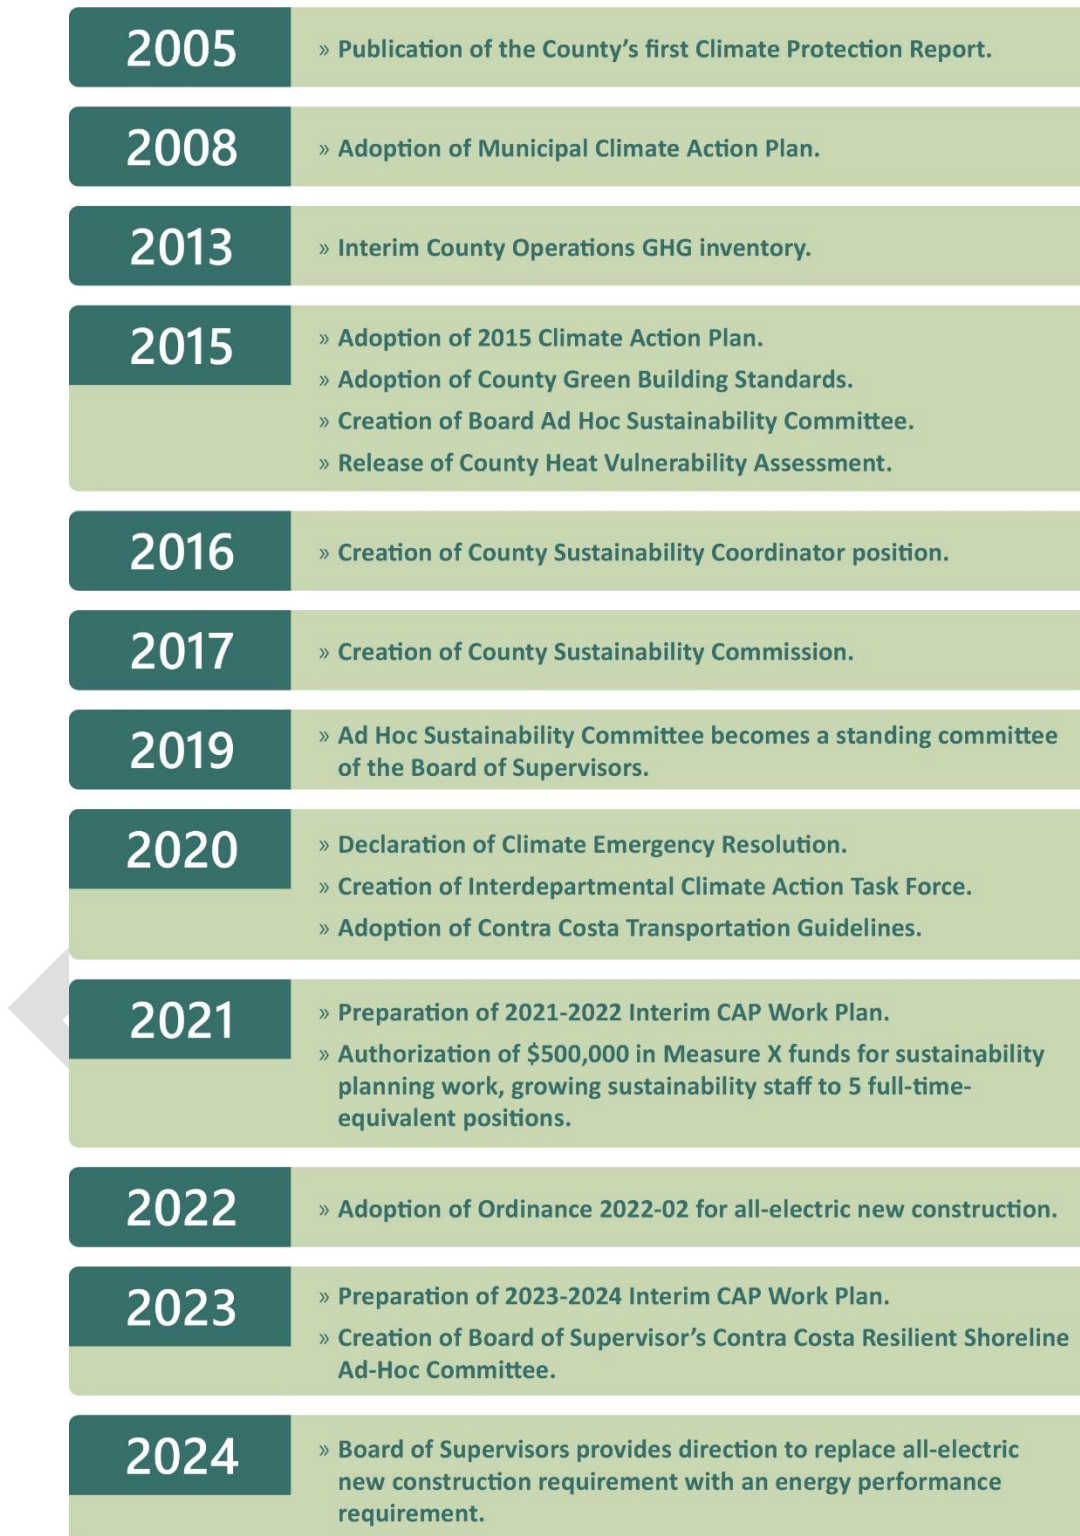 2005
» Publication of the County’s first Climate Protection Report.
2008
» Adoption of Municipal Climate Action Plan.
2013
» Interim County Operations GHG inventory.
2015
» Adoption of 2015 Climate Action Plan.
» Adoption of County Green Building Standards.
» Creation of Board Ad Hoc Sustainability Committee.
» Release of County Heat Vulnerability Assessment.
2016
» Creation of County Sustainability Coordinator position.
2017
» Creation of County Sustainability Commission.
2019
» Ad Hoc Sustainability Committee becomes a standing committee
of the Board of Supervisors.
2020
» Declaration of Climate Emergency Resolution.
» Creation of Interdepartmental Climate Action Task Force.
» Adoption of Contra Costa Transportation Guidelines.
2021
» Preparation of 2021-2022 Interim CAP Work Plan.
» Authorization of $500,000 in Measure X funds for sustainability
planning work, growing sustainability staff to 5 full-time-
equivalent positions.
2022
» Adoption of Ordinance 2022-02 for all-electric new construction.
2023
» Preparation of 2023-2024 Interim CAP Work Plan.
» Creation of Board of Supervisor’s Contra Costa Resilient Shoreline
Ad-Hoc Committee.
2024
» Board of Supervisors provides direction to replace all-electric
new construction requirement with an energy performance
requirement.